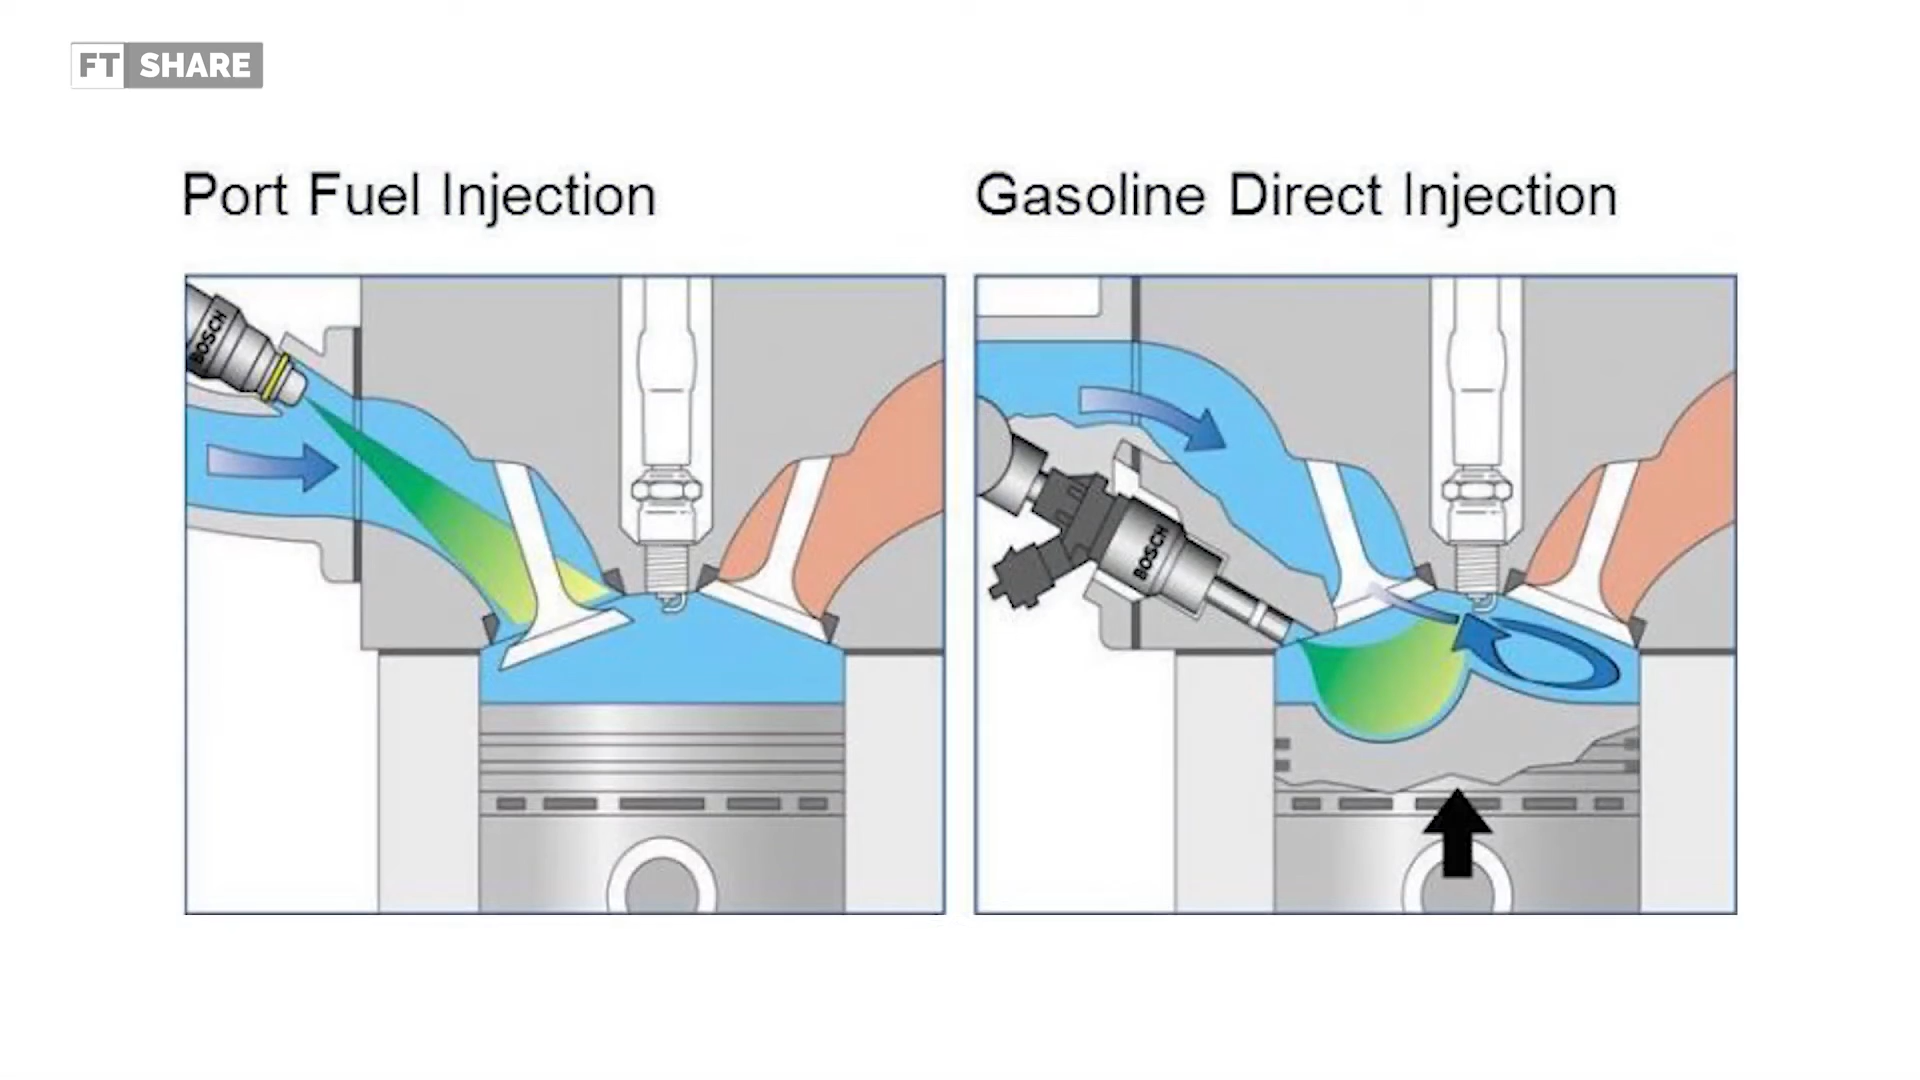 FT SHARE
Port Fuel Injection
Gasoline Direct Injection
BOSCH
BOSCH